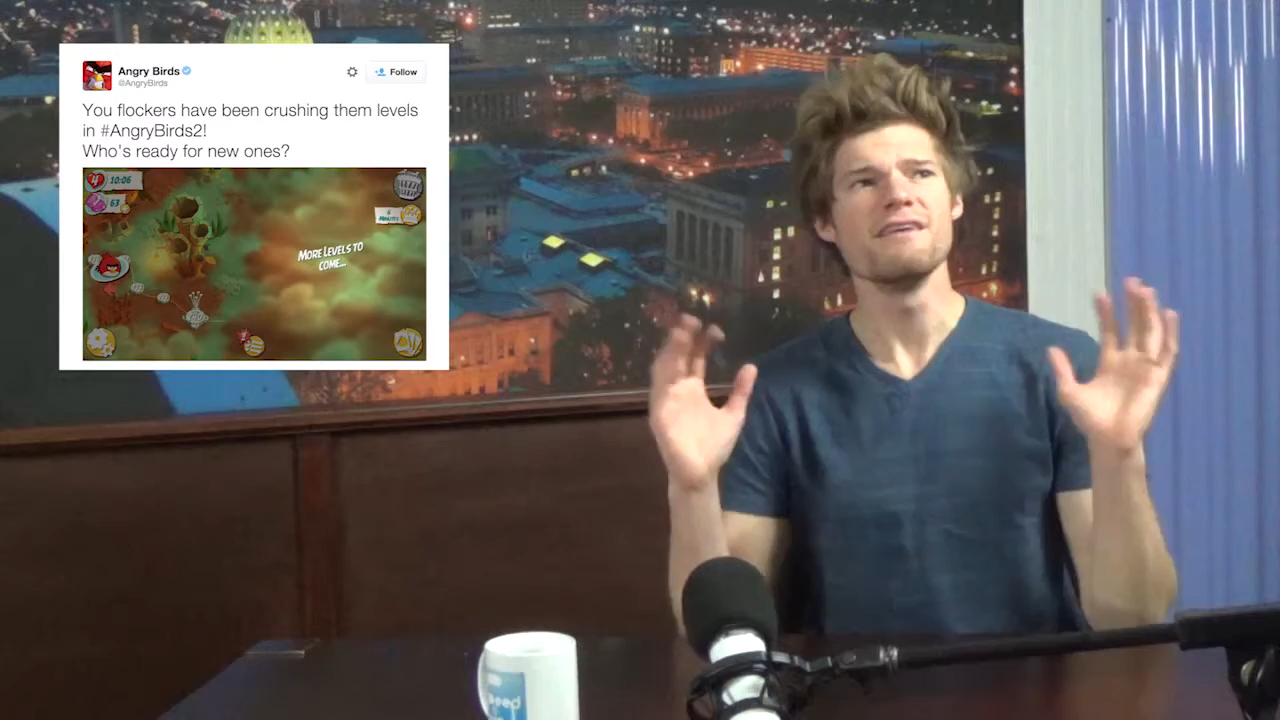 Angry Birds
@AngryBirds
Follow
You flockers have been crushing them levels
in #AngryBirds2!
Who's ready for new ones?
10:06
63
MORE LEVELS TO
COME...